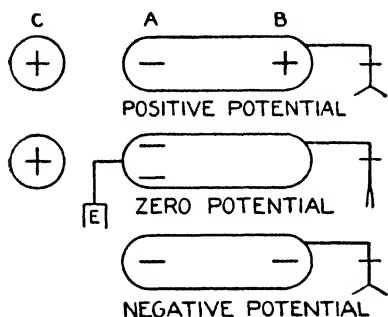 C A B
+ − +
POSITIVE POTENTIAL
+ − −
E ZERO POTENTIAL
− −
NEGATIVE POTENTIAL